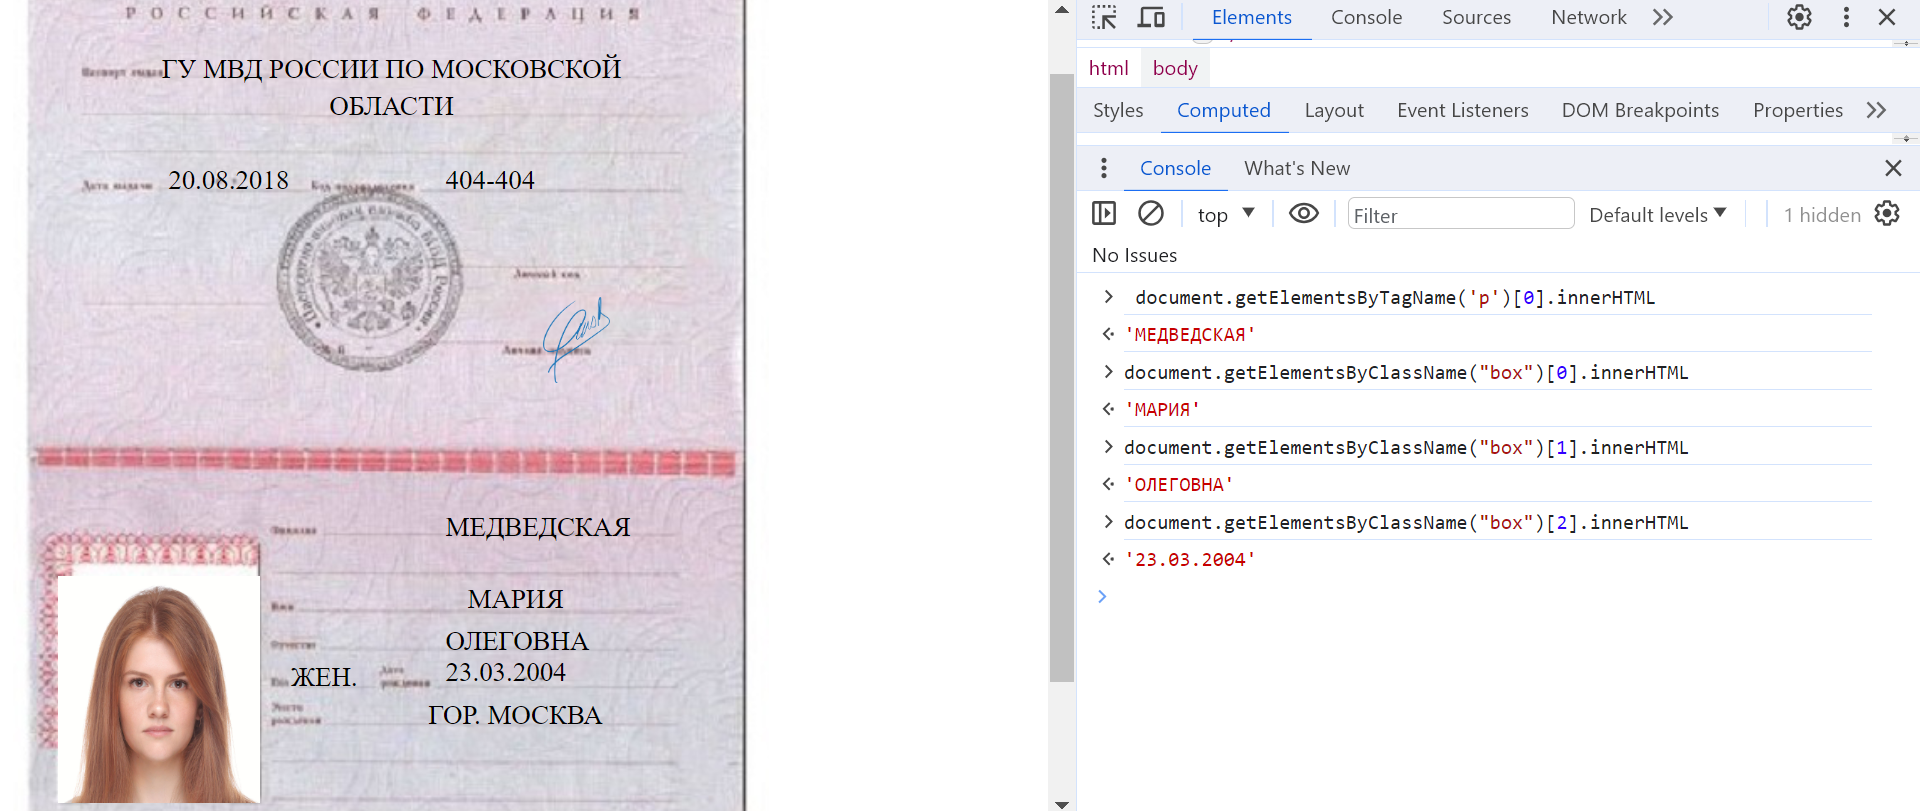 РОССИЙСКАЯ ФЕДЕРАЦИЯ
Паспорт выдан ГУ МВД РОССИИ ПО МОСКОВСКОЙ
ОБЛАСТИ
Дата выдачи 20.08.2018 Код подразделения 404-404
Личный код
Личная подпись
Фамилия МЕДВЕДСКАЯ
Имя МАРИЯ
Отчество ОЛЕГОВНА
Пол ЖЕН. Дата рождения 23.03.2004
Место рождения ГОР. МОСКВА
Elements Console Sources Network
html body
Styles Computed Layout Event Listeners DOM Breakpoints Properties
Console What's New
top Filter Default levels 1 hidden
No Issues
document.getElementsByTagName('p')[0].innerHTML
'МЕДВЕДСКАЯ'
document.getElementsByClassName("box")[0].innerHTML
'МАРИЯ'
document.getElementsByClassName("box")[1].innerHTML
'ОЛЕГОВНА'
document.getElementsByClassName("box")[2].innerHTML
'23.03.2004'